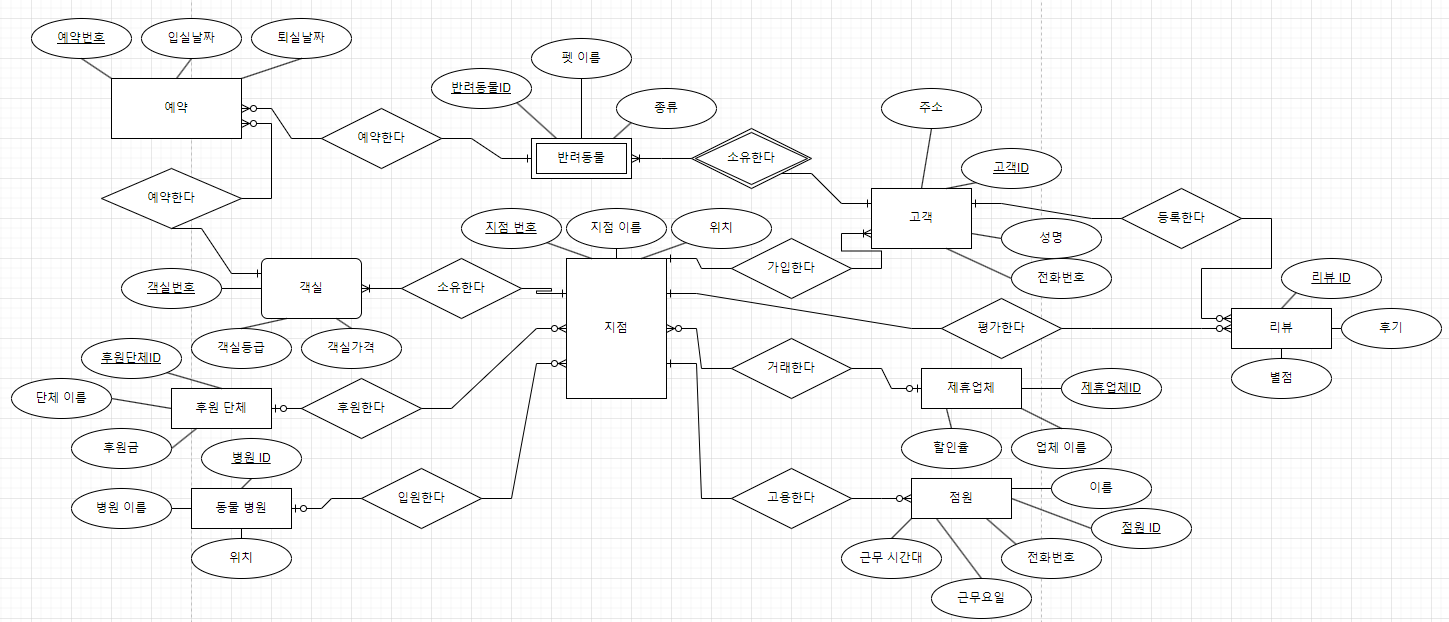 예약번호
입실날짜
퇴실날짜
예약
예약한다
반려동물ID
펫 이름
종류
반려동물
소유한다
주소
고객ID
고객
성명
전화번호
등록한다
예약한다
지점 번호
지점 이름
위치
가입한다
객실번호
객실
소유한다
지점
평가한다
리뷰 ID
리뷰
후기
별점
객실등급
객실가격
후원단체ID
단체 이름
후원 단체
후원금
후원한다
거래한다
제휴업체
제휴업체ID
할인율
업체 이름
병원 ID
병원 이름
동물 병원
위치
입원한다
고용한다
점원
이름
점원 ID
근무 시간대
근무요일
전화번호